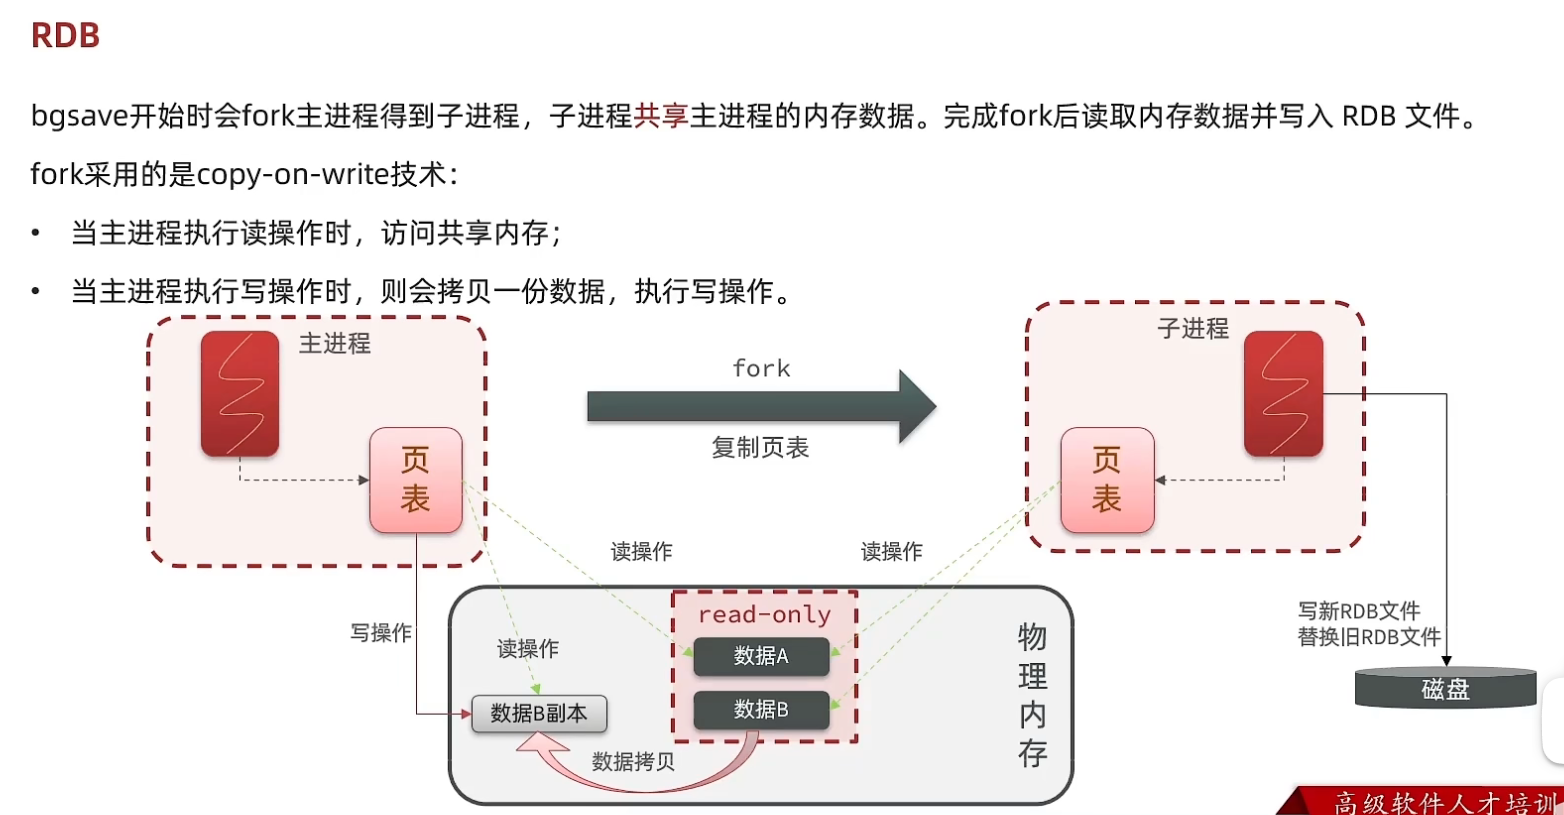 RDB
bgsave开始时会fork主进程得到子进程，子进程共享主进程的内存数据。完成fork后读取内存数据并写入 RDB 文件。
fork采用的是copy-on-write技术：
• 当主进程执行读操作时，访问共享内存；
• 当主进程执行写操作时，则会拷贝一份数据，执行写操作。
主进程
页
表
fork
复制页表
子进程
页
表
读操作
读操作
写操作
读操作
read-only
数据A
数据B
数据B副本
数据拷贝
物
理
内
存
写新RDB文件
替换旧RDB文件
磁盘
高级软件人才培训